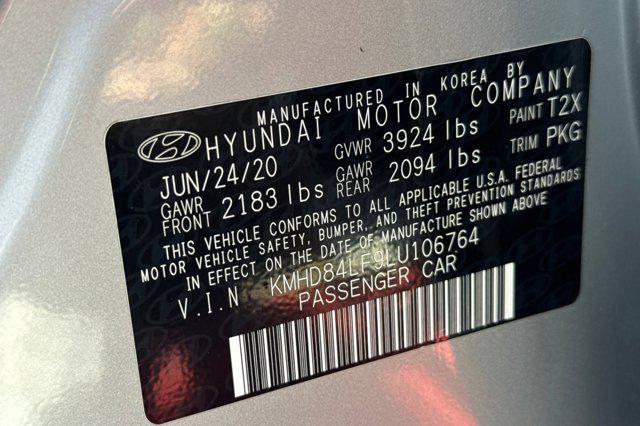 MANUFACTURED IN KOREA BY
HYUNDAI MOTOR COMPANY
JUN/24/20 GVWR 3924 lbs PAINT T2X
GAWR FRONT 2183 lbs GAWR REAR 2094 lbs TRIM PKG
THIS VEHICLE CONFORMS TO ALL APPLICABLE U.S.A. FEDERAL
MOTOR VEHICLE SAFETY, BUMPER, AND THEFT PREVENTION STANDARDS
IN EFFECT ON THE DATE OF MANUFACTURE SHOWN ABOVE
V.I.N KMHD84LF9LU106764
PASSENGER CAR